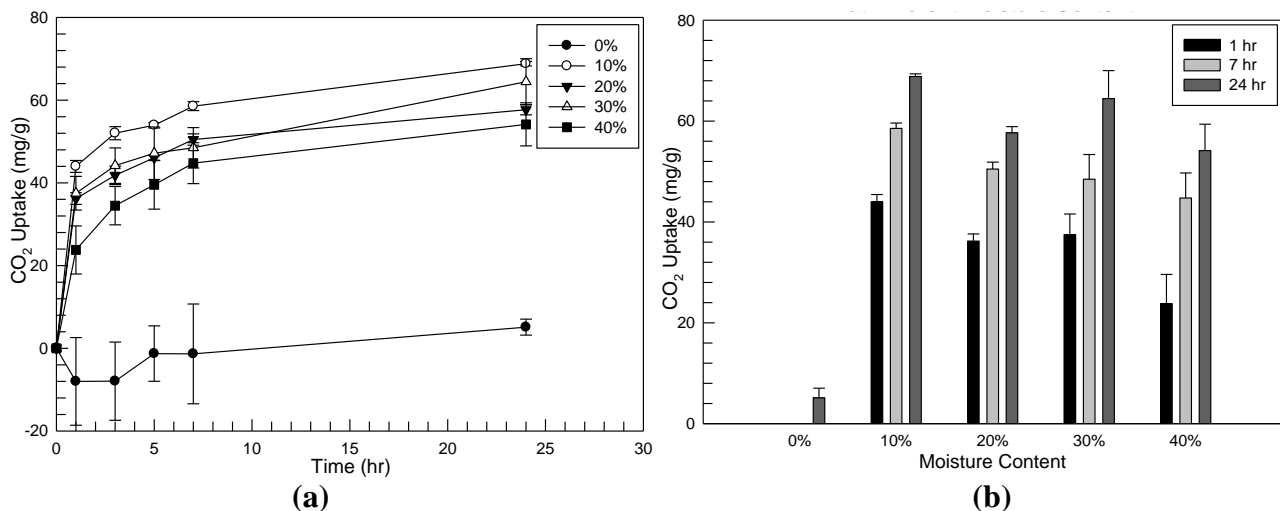 80
60
40
20
0
-20
CO2 Uptake (mg/g)
0%
10%
20%
30%
40%
0 5 10 15 20 25 30
Time (hr)
(a)
80
60
40
20
0
CO2 Uptake (mg/g)
1 hr
7 hr
24 hr
0% 10% 20% 30% 40%
Moisture Content
(b)